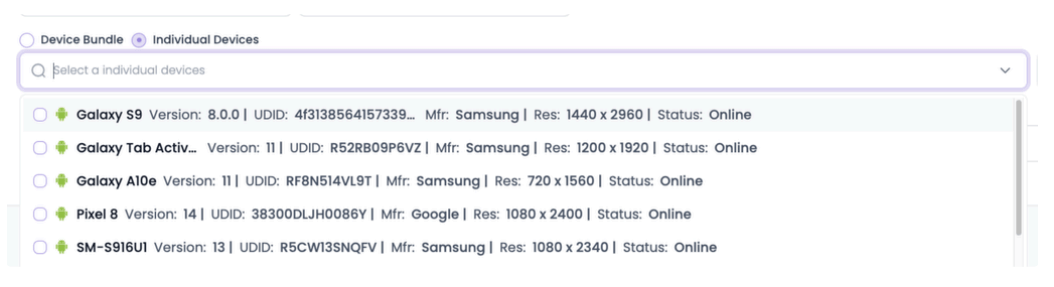 Device Bundle Individual Devices
Select a individual devices
Galaxy S9 Version: 8.0.0 | UDID: 4f3138564157339... Mfr: Samsung | Res: 1440 x 2960 | Status: Online
Galaxy Tab Activ... Version: 11 | UDID: R52RB09P6VZ | Mfr: Samsung | Res: 1200 x 1920 | Status: Online
Galaxy A10e Version: 11 | UDID: RF8N514VL9T | Mfr: Samsung | Res: 720 x 1560 | Status: Online
Pixel 8 Version: 14 | UDID: 38300DLJH0086Y | Mfr: Google | Res: 1080 x 2400 | Status: Online
SM-S916U1 Version: 13 | UDID: R5CW13SNQFV | Mfr: Samsung | Res: 1080 x 2340 | Status: Online